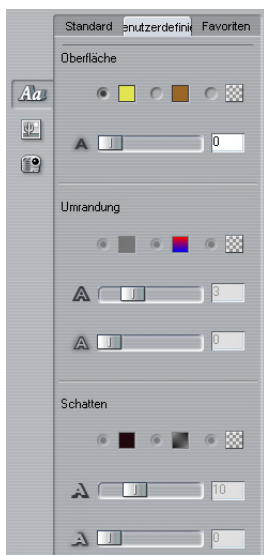 Standard enutzerdefini Favoriten
Oberfläche
Aa
A 0
Umrandung
A 3
A 0
Schatten
A 10
A 0